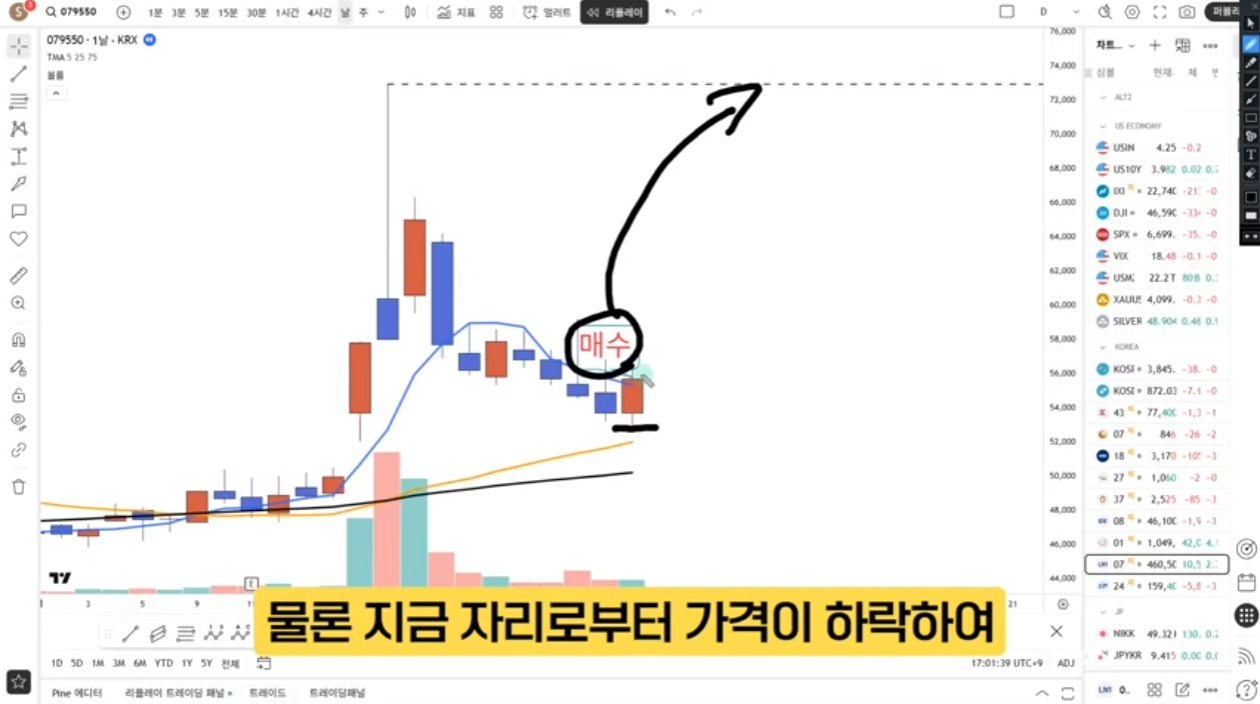 S 3 079550 1분 3분 5분 15분 30분 1시간 4시간 날 주 지표 얼러트 리플레이 D 퍼블리
079550 · 1날 · KRX
TMA 5 25 75
볼륨
매수
76,000
74,000
72,000
70,000
68,000
66,000
64,000
62,000
60,000
58,000
56,000
54,000
52,000
50,000
48,000
46,000
44,000
차트...
심볼 현재. 체 변
ALT2
US ECONOMY
USIN 4.25 -0.2
US10Y 3.982 0.02 0.:
IXI 22,740 -21: -0
DJI 46,590 -334 -0
SPX 6,699. -35. -0
VIX 18.48 -0.1 -0
USM 22.2T 80B 0.
XAUUS 4,099. -0.3 -0
SILVER 48.904 0.46 0.9
KOREA
KOSI 3,845. -38. -0
KOSI 872.03 -7.1 -0
43 77,400 -1,3 -1
07 846 -26 -2
18 3,170 -105 -3
27 1,060 -2 -0
37 2,525 -85 -3
08 46,100 -1,9 -3
01 1,049, 42,0 4.
07 460,50 10,5 2.
24 159,40 -5,8 -3
JP
NIKK 49.321 130. 0.2
JPYKR 9.415 0.00 0.0
E
3 5 9 21
물론 지금 자리로부터 가격이 하락하여
1D 5D 1M 3M 6M YTD 1Y 5Y 전체 17:01:39 UTC+9 ADJ
Pine 에디터 리플레이 트레이딩 패널 트레이드 트레이딩패널